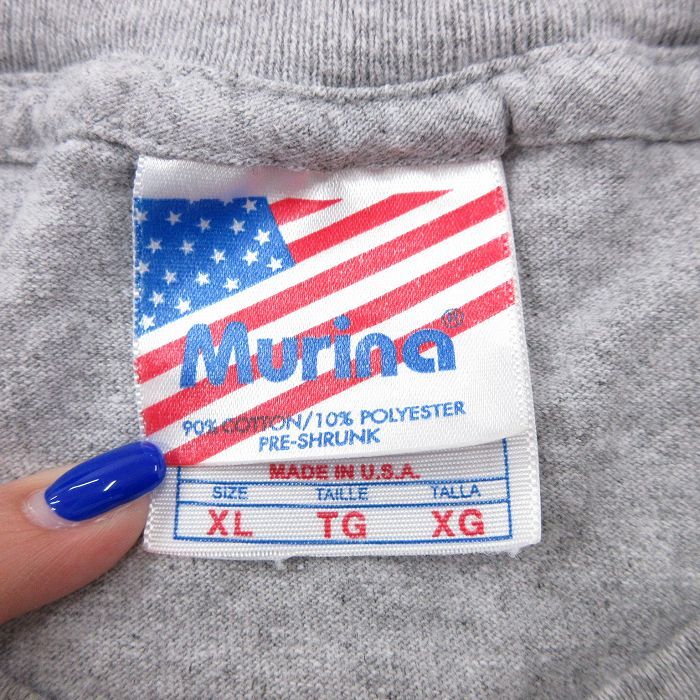 Murina®
90% COTTON/10% POLYESTER
PRE-SHRUNK
MADE IN U.S.A.
SIZE TAILLE TALLA
XL TG XG